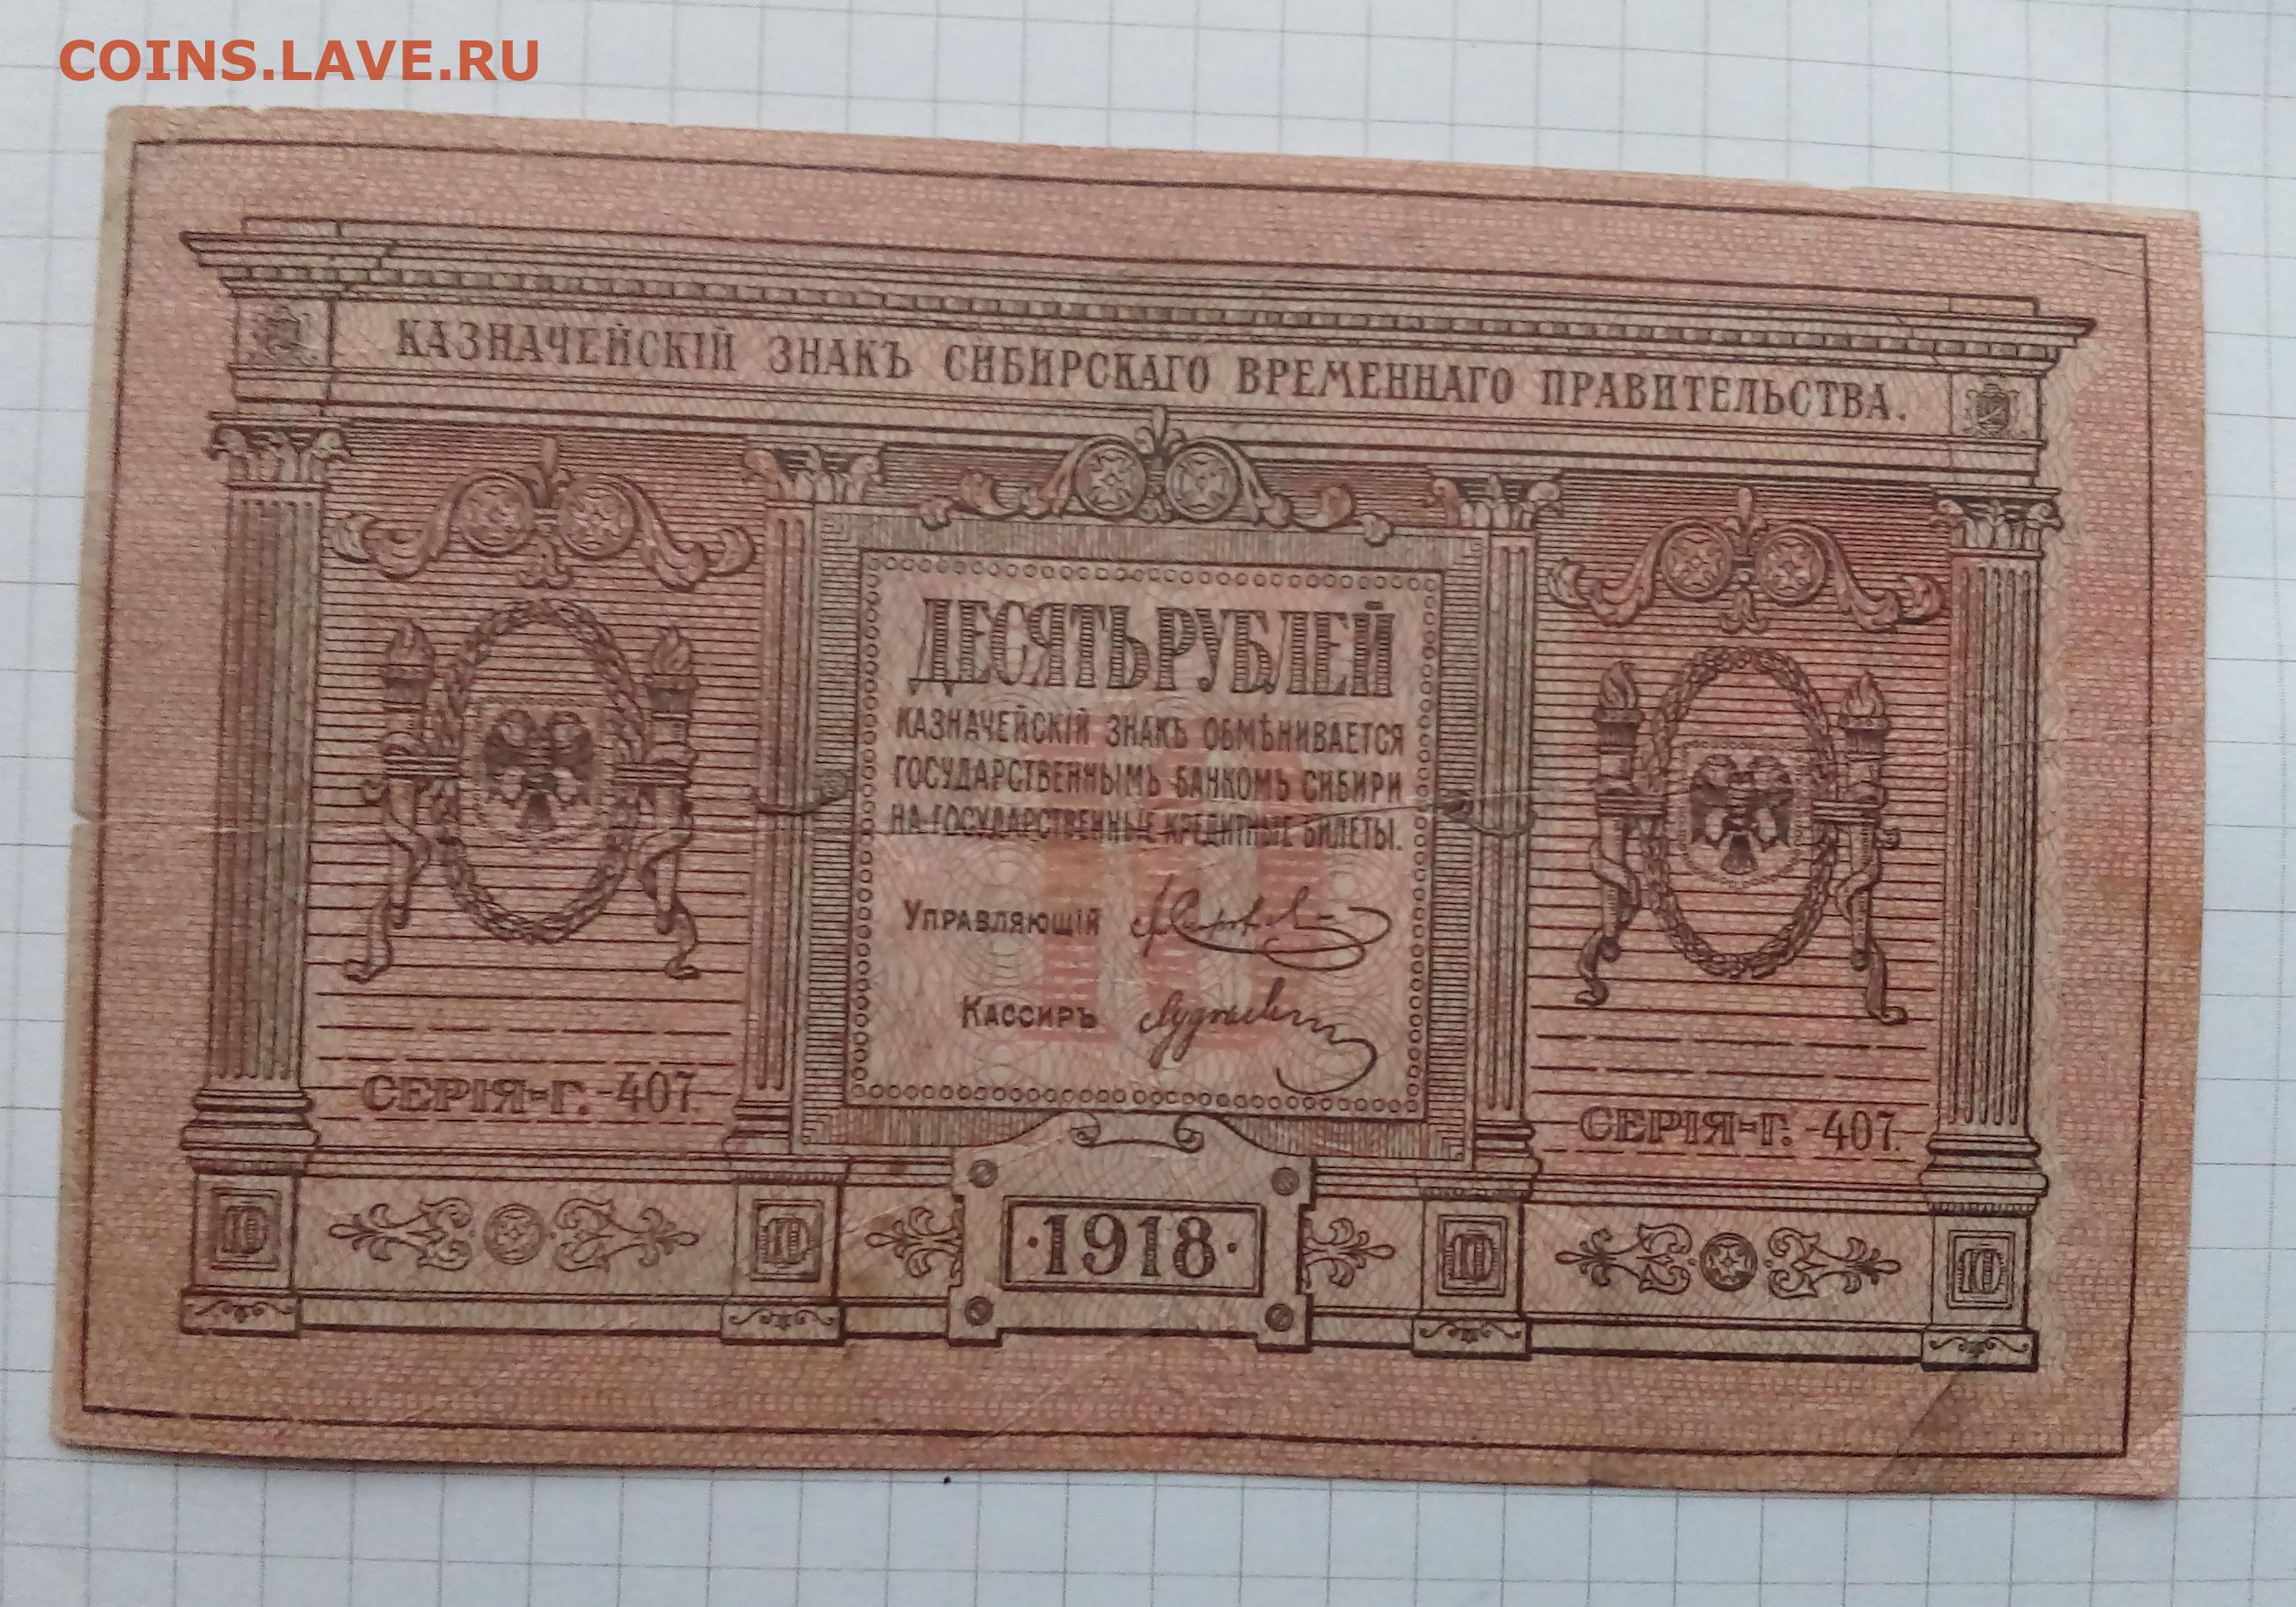 COINS.LAVE.RU
КАЗНАЧЕЙСКІЙ ЗНАКЪ СИБИРСКАГО ВРЕМЕННАГО ПРАВИТЕЛЬСТВА.
ДЕСЯТЬ РУБЛЕЙ
КАЗНАЧЕЙСКІЙ ЗНАКЪ ОБМѢНИВАЕТСЯ
ГОСУДАРСТВЕННЫМЪ БАНКОМЪ СИБИРИ
НА ГОСУДАРСТВЕННЫЕ КРЕДИТНЫЕ БИЛЕТЫ.
10
УПРАВЛЯЮЩІЙ
КАССИРЪ
СЕРІЯ-Г. -407.
СЕРІЯ-Г. -407.
10 10 10 10
·1918·